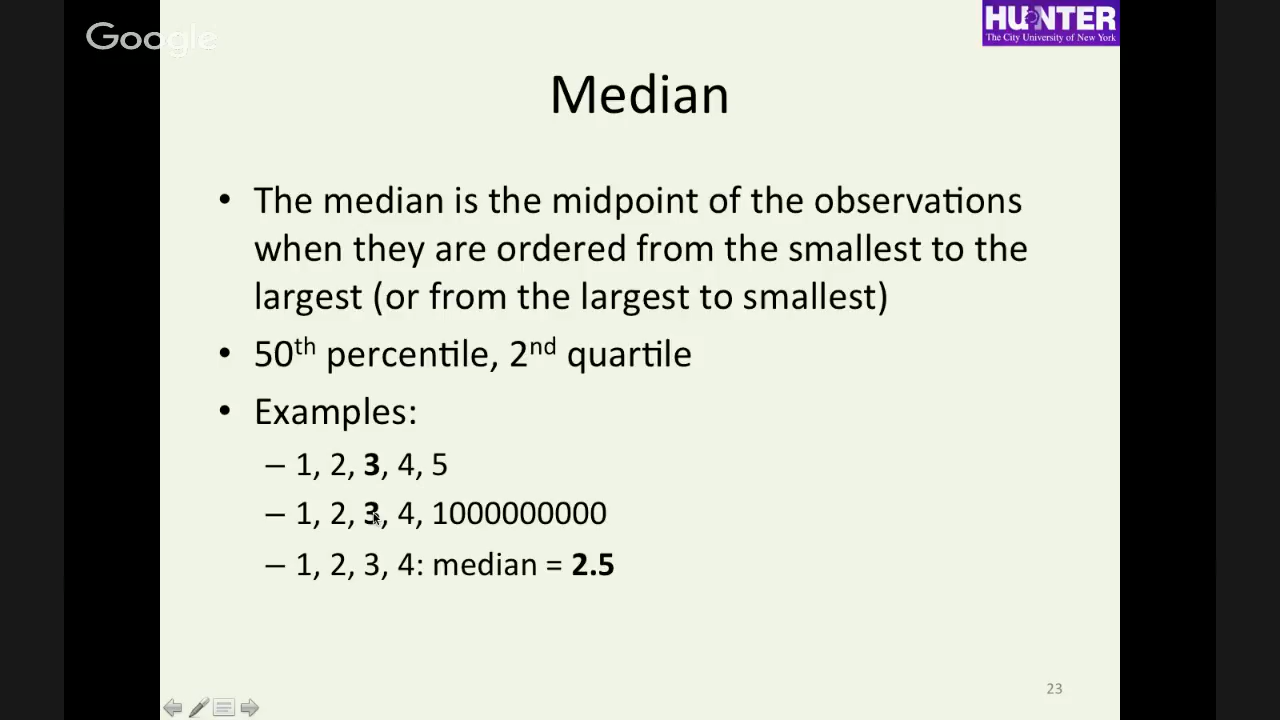 Google
HUNTER
The City University of New York
Median
• The median is the midpoint of the observations
when they are ordered from the smallest to the
largest (or from the largest to smallest)
• 50th percentile, 2nd quartile
• Examples:
– 1, 2, 3, 4, 5
– 1, 2, 3, 4, 1000000000
– 1, 2, 3, 4: median = 2.5
23